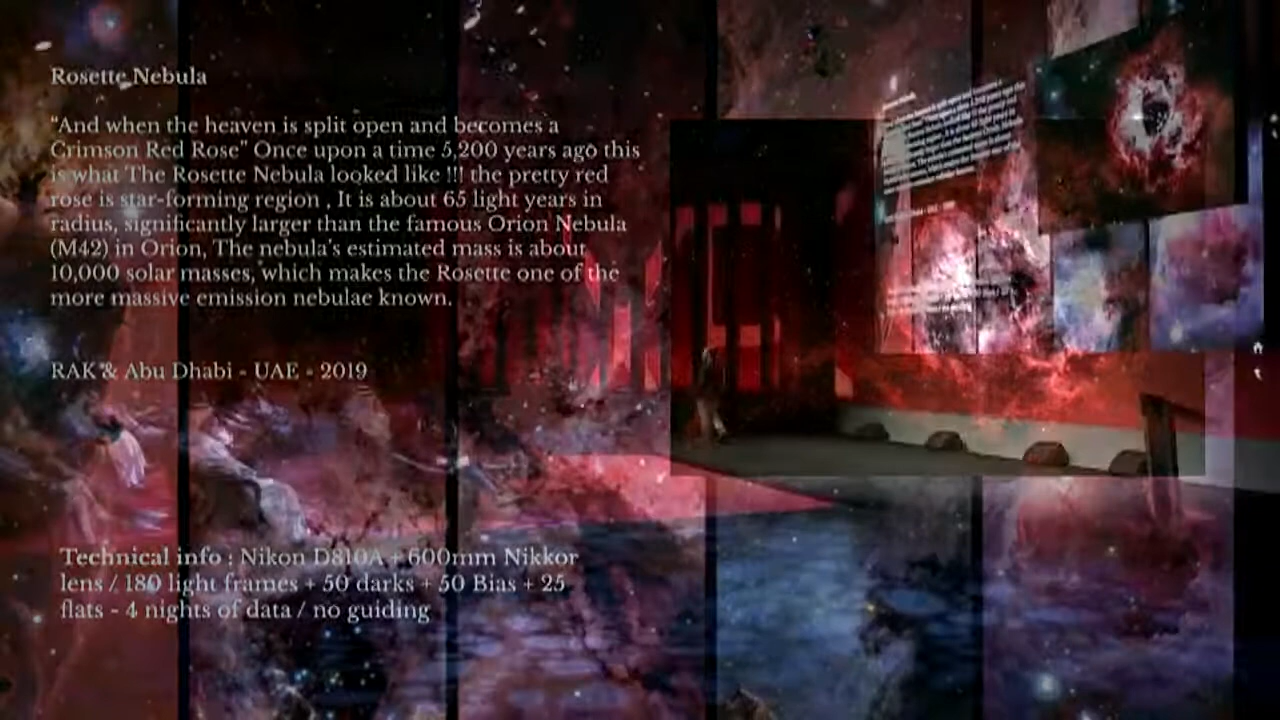 Rosette Nebula
"And when the heaven is split open and becomes a
Crimson Red Rose" Once upon a time 5,200 years ago this
is what The Rosette Nebula looked like !!! the pretty red
rose is star-forming region , It is about 65 light years in
radius, significantly larger than the famous Orion Nebula
(M42) in Orion, The nebula's estimated mass is about
10,000 solar masses, which makes the Rosette one of the
more massive emission nebulae known.
RAK & Abu Dhabi - UAE - 2019
Technical info : Nikon D810A + 600mm Nikkor
lens / 180 light frames + 50 darks + 50 Bias + 25
flats - 4 nights of data / no guiding